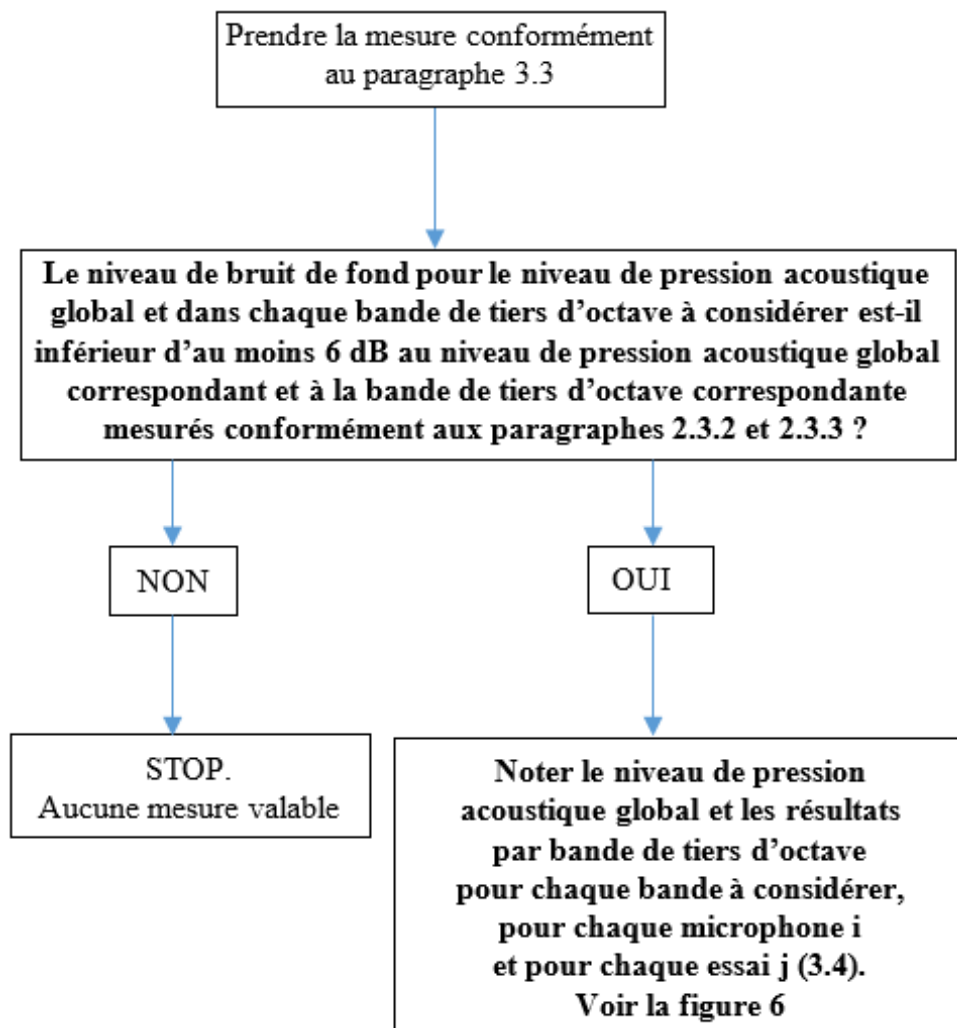 Prendre la mesure conformément
au paragraphe 3.3
Le niveau de bruit de fond pour le niveau de pression acoustique
global et dans chaque bande de tiers d’octave à considérer est-il
inférieur d’au moins 6 dB au niveau de pression acoustique global
correspondant et à la bande de tiers d’octave correspondante
mesurés conformément aux paragraphes 2.3.2 et 2.3.3 ?
NON
OUI
STOP.
Aucune mesure valable
Noter le niveau de pression
acoustique global et les résultats
par bande de tiers d’octave
pour chaque bande à considérer,
pour chaque microphone i
et pour chaque essai j (3.4).
Voir la figure 6